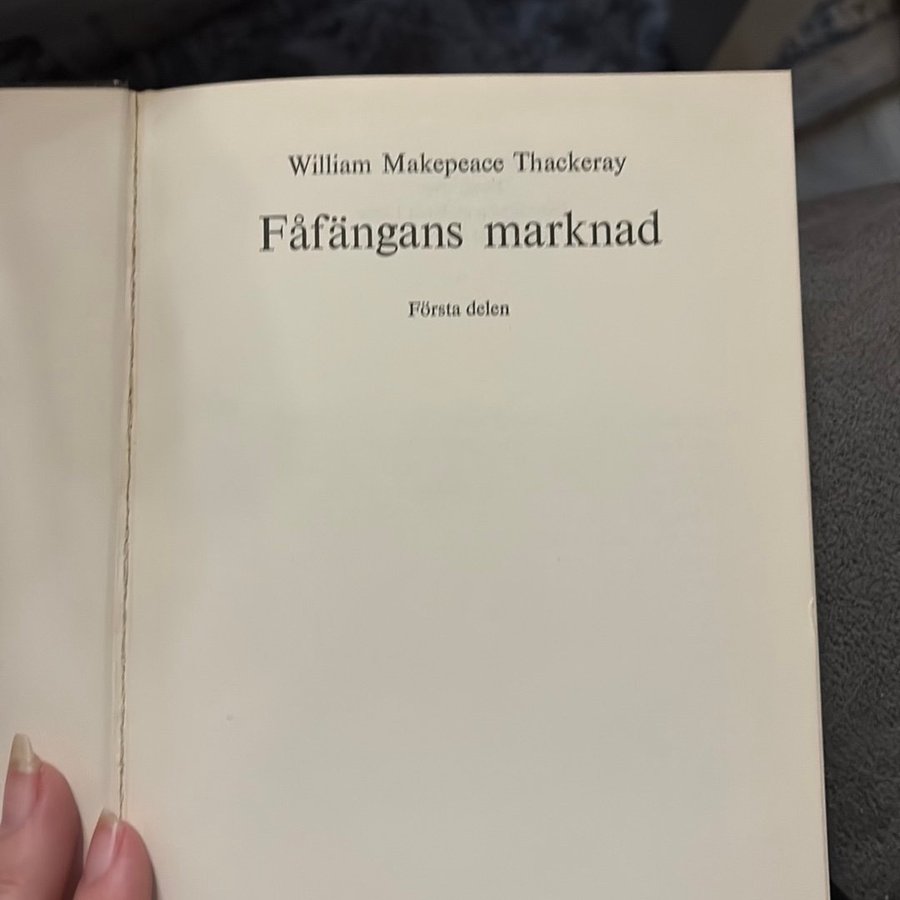 William Makepeace Thackeray
Fåfängans marknad
Första delen